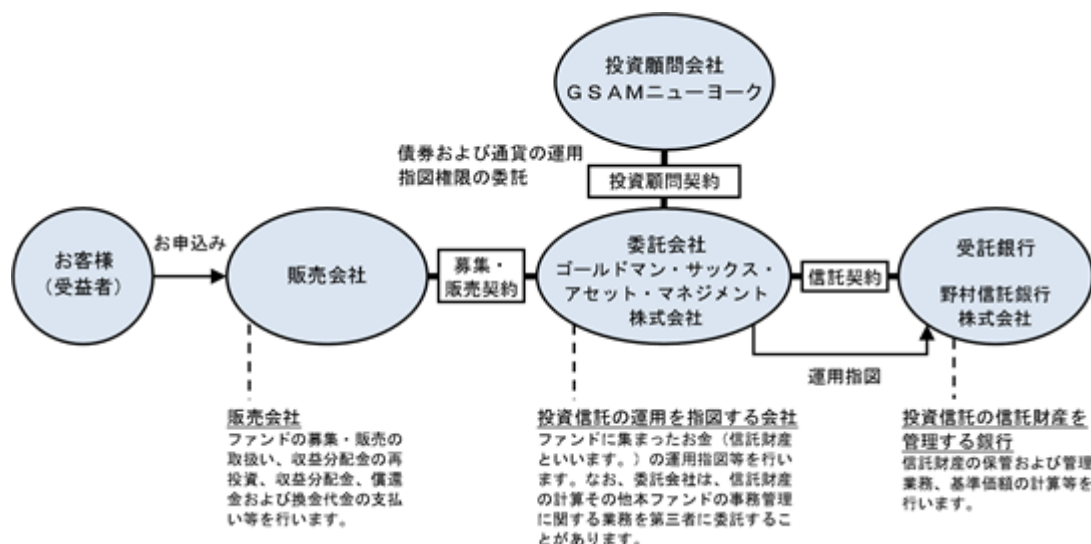 投資顧問会社
ＧＳＡＭニューヨーク
債券および通貨の運用
指図権限の委託
投資顧問契約
お客様
（受益者）
お申込み
販売会社
募集・
販売契約
委託会社
ゴールドマン・サックス・
アセット・マネジメント
株式会社
信託契約
受託銀行
野村信託銀行
株式会社
運用指図
販売会社
ファンドの募集・販売の
取扱い、収益分配金の再
投資、収益分配金、償還
金および換金代金の支払
い等を行います。
投資信託の運用を指図する会社
ファンドに集まったお金（信託財産
といいます。）の運用指図等を行い
ます。なお、委託会社は、信託財産
の計算その他本ファンドの事務管理
に関する業務を第三者に委託するこ
とがあります。
投資信託の信託財産を
管理する銀行
信託財産の保管および管理
業務、基準価額の計算等を
行います。